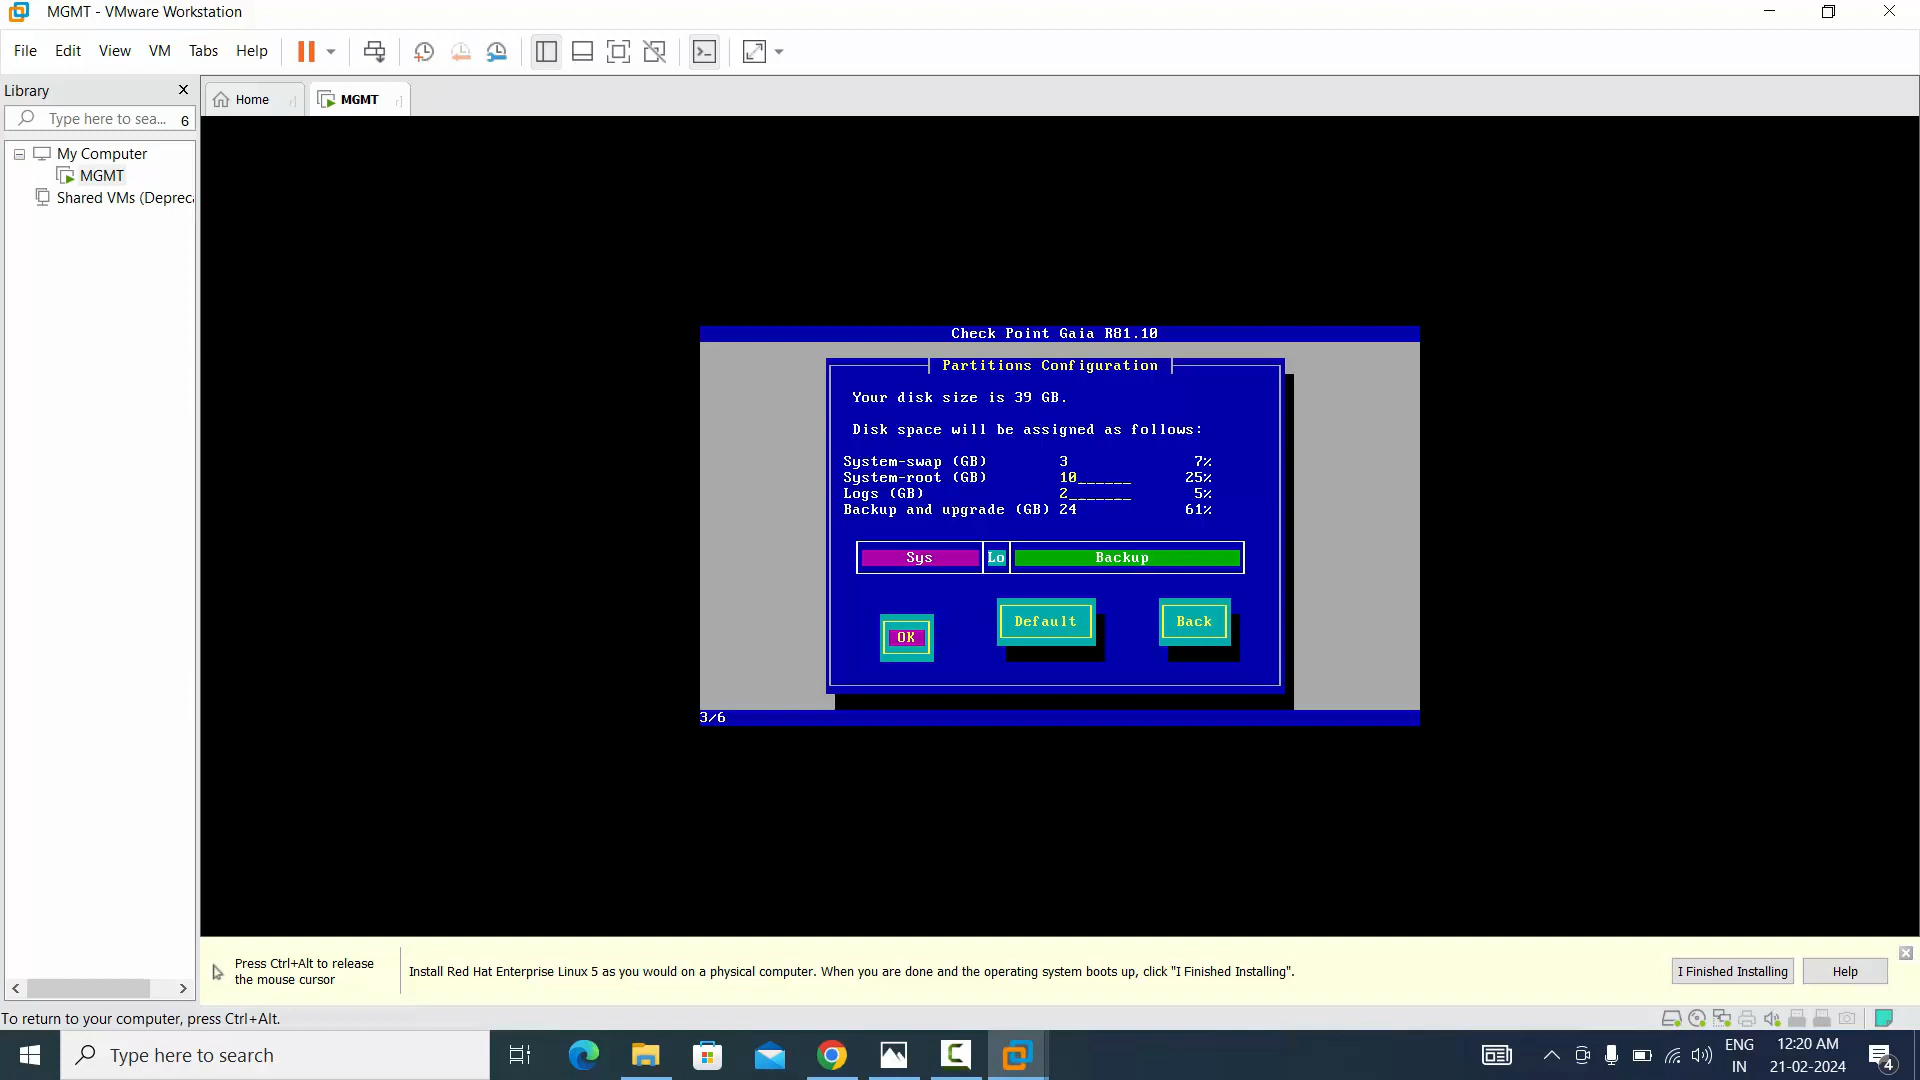 MGMT - VMware Workstation
File Edit View VM Tabs Help
Library
Home
MGMT
Type here to sea...
6
My Computer
MGMT
Shared VMs (Depreca
Check Point Gaia R81.10
Partitions Configuration
Your disk size is 39 GB.
Disk space will be assigned as follows:
System-swap (GB) 3 7%
System-root (GB) 10______ 25%
Logs (GB) 2_______ 5%
Backup and upgrade (GB) 24 61%
Sys Lo Backup
OK Default Back
3/6
Press Ctrl+Alt to release
the mouse cursor
Install Red Hat Enterprise Linux 5 as you would on a physical computer. When you are done and the operating system boots up, click "I Finished Installing".
I Finished Installing
Help
To return to your computer, press Ctrl+Alt.
Type here to search
ENG
IN
12:20 AM
21-02-2024
4